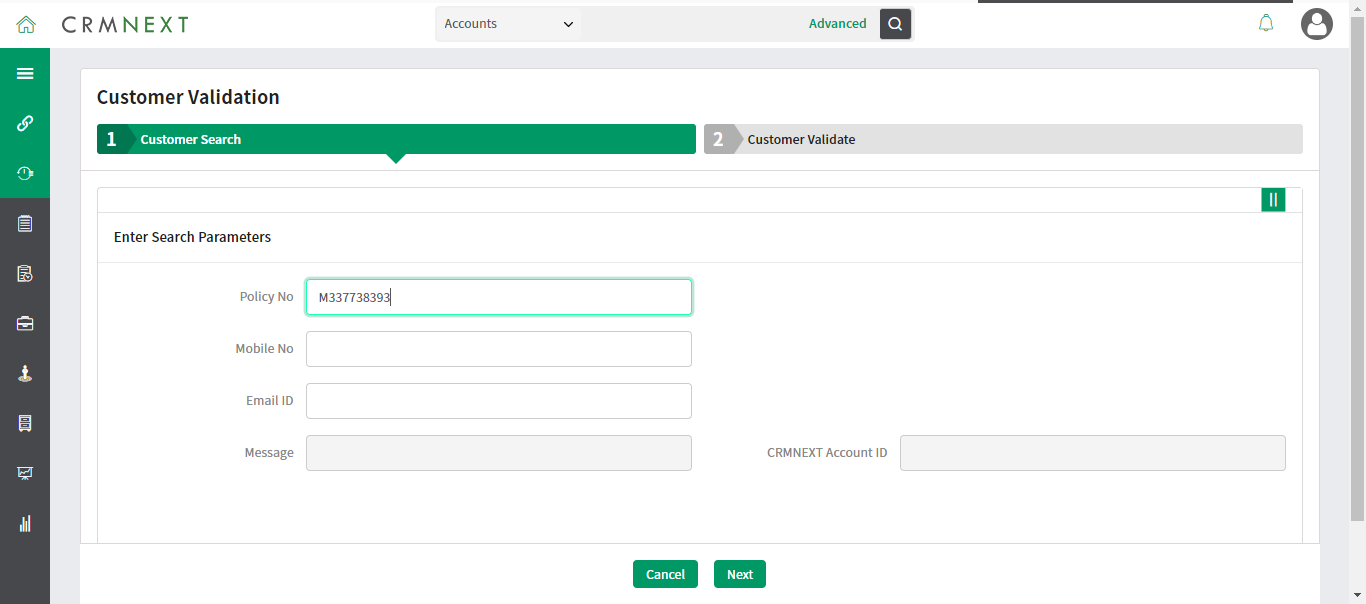 CRMNEXT
Accounts
Advanced
Customer Validation
1 Customer Search
2 Customer Validate
Enter Search Parameters
Policy No M337738393
Mobile No
Email ID
Message
CRMNEXT Account ID
Cancel
Next